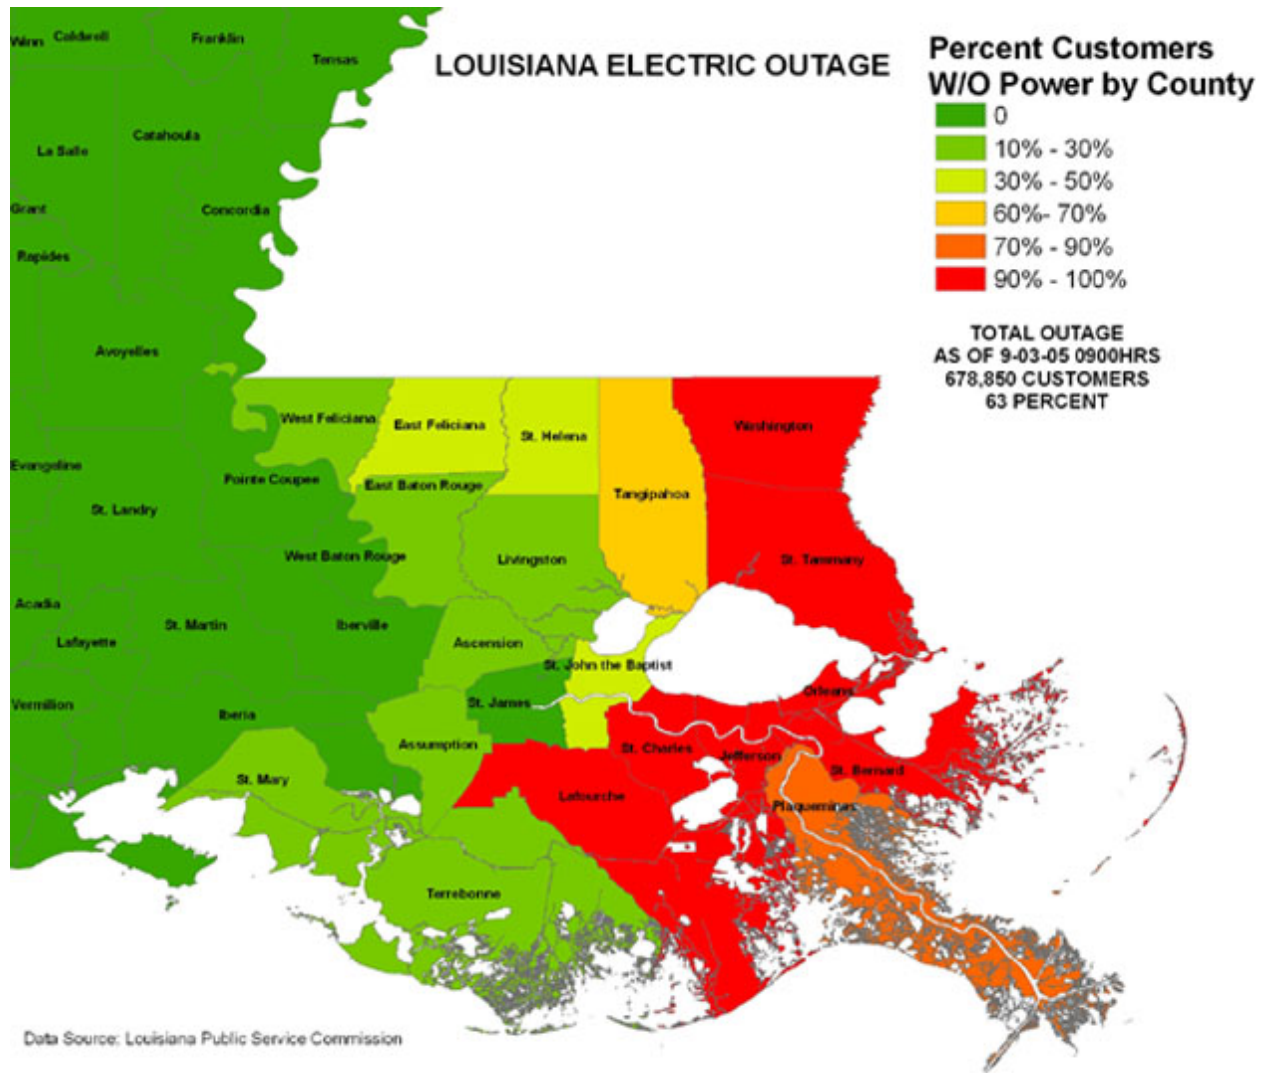 LOUISIANA ELECTRIC OUTAGE
Percent Customers
W/O Power by County
0
10% - 30%
30% - 50%
60%- 70%
70% - 90%
90% - 100%
TOTAL OUTAGE
AS OF 9-03-05 0900HRS
678,850 CUSTOMERS
63 PERCENT
Winn
Caldwell
Franklin
Tensas
Catahoula
La Salle
Grant
Concordia
Rapides
Avoyelles
West Feliciana
East Feliciana
St. Helena
Washington
Evangeline
Pointe Coupee
East Baton Rouge
Tangipahoa
St. Landry
West Baton Rouge
Livingston
St. Tammany
Acadia
St. Martin
Iberville
Lafayette
Ascension
St. John the Baptist
Vermilion
Iberia
St. James
Orleans
Assumption
St. Charles
Jefferson
St. Bernard
St. Mary
Lafourche
Plaquemines
Terrebonne
Data Source: Louisiana Public Service Commission